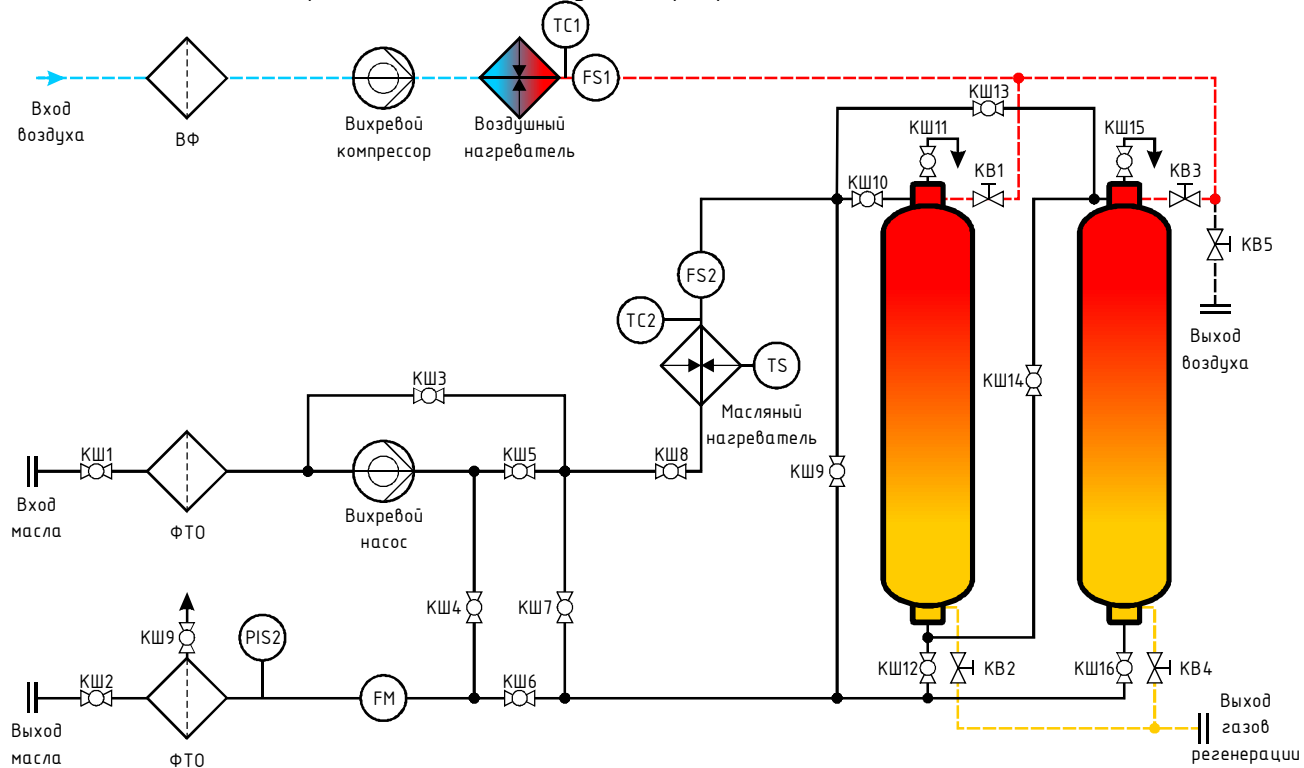 TC1
FS1
Вход
воздуха
ВФ
Вихревой
компрессор
Воздушный
нагреватель
КШ13
КШ11
КШ15
КВ1
КВ3
КШ10
КВ5
FS2
TC2
TS
Выход
воздуха
КШ3
КШ14
Масляный
нагреватель
КШ1
КШ5
КШ8
КШ9
Вход
масла
ФТО
Вихревой
насос
КШ4
КШ7
КШ9
PIS2
КШ2
FM
КШ6
КШ12
КВ2
КШ16
КВ4
Выход
масла
ФТО
Выход
газов
регенерации